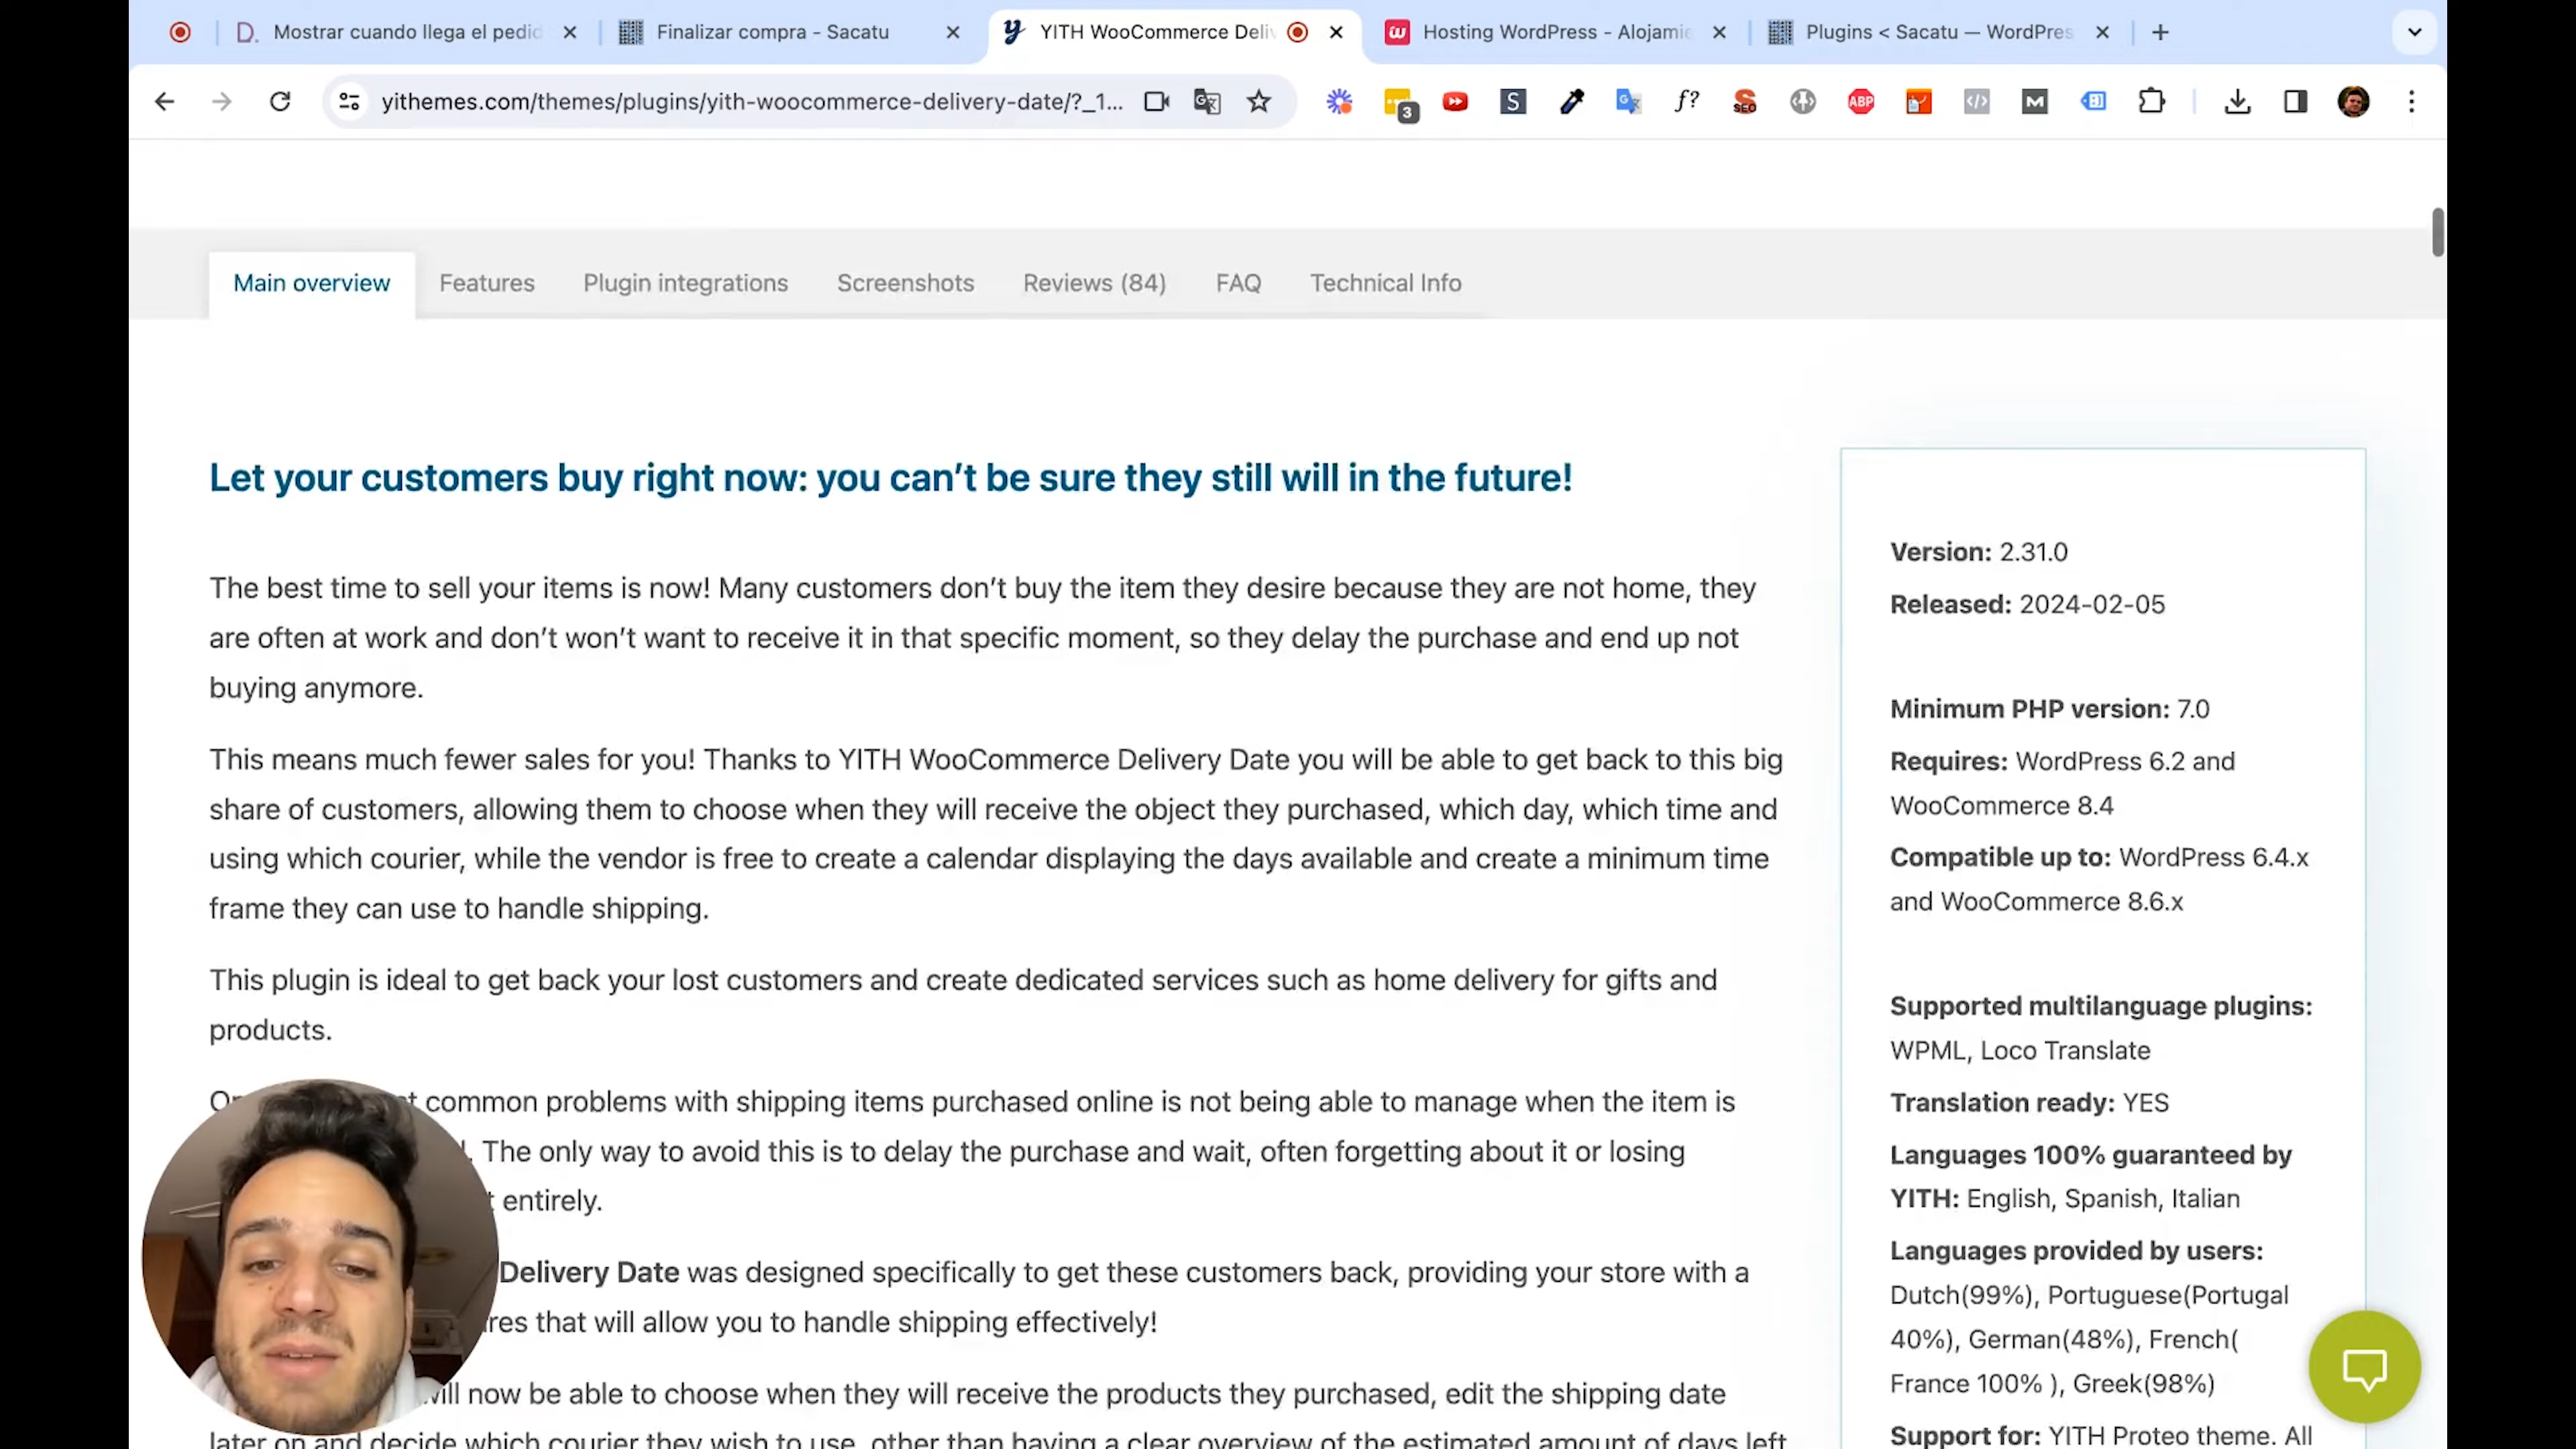 D. Mostrar cuando llega el pedid
Finalizar compra - Sacatu
YITH WooCommerce Deliv
Hosting WordPress - Alojamie
Plugins < Sacatu — WordPres
yithemes.com/themes/plugins/yith-woocommerce-delivery-date/?_1...
3
S
f?
SEO
ABP
M
Main overview
Features
Plugin integrations
Screenshots
Reviews (84)
FAQ
Technical Info
Let your customers buy right now: you can’t be sure they still will in the future!
The best time to sell your items is now! Many customers don’t buy the item they desire because they are not home, they
are often at work and don’t won’t want to receive it in that specific moment, so they delay the purchase and end up not
buying anymore.
This means much fewer sales for you! Thanks to YITH WooCommerce Delivery Date you will be able to get back to this big
share of customers, allowing them to choose when they will receive the object they purchased, which day, which time and
using which courier, while the vendor is free to create a calendar displaying the days available and create a minimum time
frame they can use to handle shipping.
This plugin is ideal to get back your lost customers and create dedicated services such as home delivery for gifts and
products.
common problems with shipping items purchased online is not being able to manage when the item is
The only way to avoid this is to delay the purchase and wait, often forgetting about it or losing
entirely.
Delivery Date was designed specifically to get these customers back, providing your store with a
that will allow you to handle shipping effectively!
now be able to choose when they will receive the products they purchased, edit the shipping date
later on and decide which courier they wish to use, other than having a clear overview of the estimated amount of days left
Version: 2.31.0
Released: 2024-02-05
Minimum PHP version: 7.0
Requires: WordPress 6.2 and
WooCommerce 8.4
Compatible up to: WordPress 6.4.x
and WooCommerce 8.6.x
Supported multilanguage plugins:
WPML, Loco Translate
Translation ready: YES
Languages 100% guaranteed by
YITH: English, Spanish, Italian
Languages provided by users:
Dutch(99%), Portuguese(Portugal
40%), German(48%), French(
France 100% ), Greek(98%)
Support for: YITH Proteo theme. All